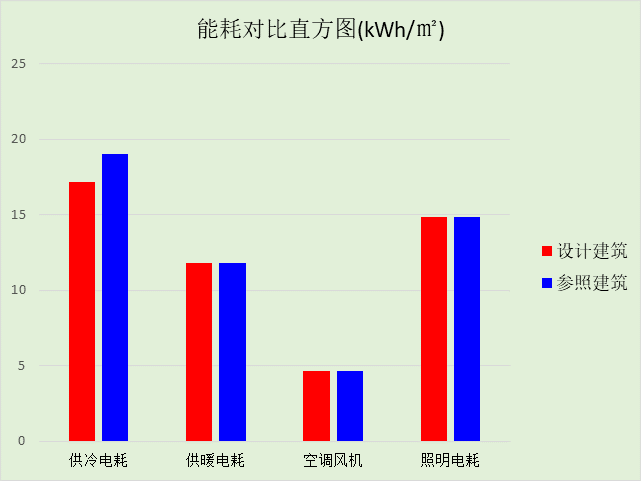 能耗对比直方图(kWh/㎡)
25
20
15
10
5
0
供冷电耗
供暖电耗
空调风机
照明电耗
设计建筑
参照建筑